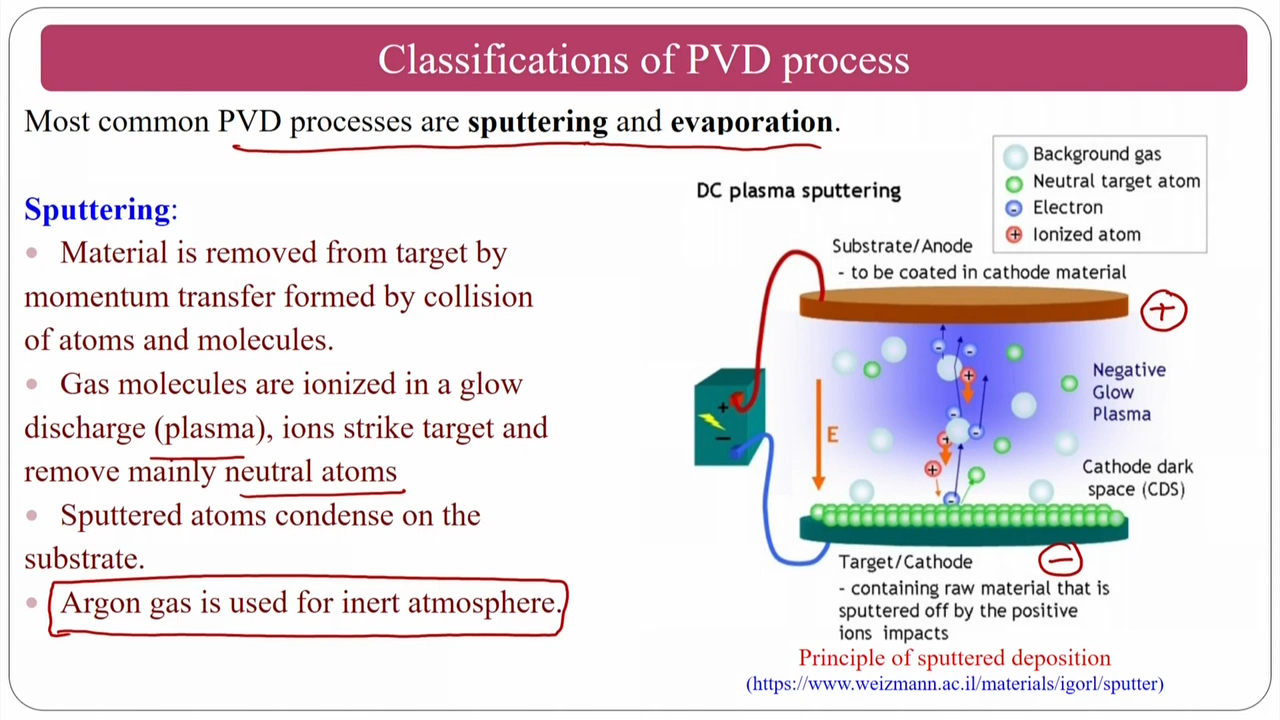 Classifications of PVD process
Most common PVD processes are sputtering and evaporation.
Sputtering:
• Material is removed from target by
momentum transfer formed by collision
of atoms and molecules.
• Gas molecules are ionized in a glow
discharge (plasma), ions strike target and
remove mainly neutral atoms
• Sputtered atoms condense on the
substrate.
• Argon gas is used for inert atmosphere.
DC plasma sputtering
Background gas
Neutral target atom
- Electron
+ Ionized atom
Substrate/Anode
- to be coated in cathode material
+
+
−
E
Negative
Glow
Plasma
Cathode dark
space (CDS)
Target/Cathode
−
- containing raw material that is
sputtered off by the positive
ions impacts
Principle of sputtered deposition
(https://www.weizmann.ac.il/materials/igorl/sputter)